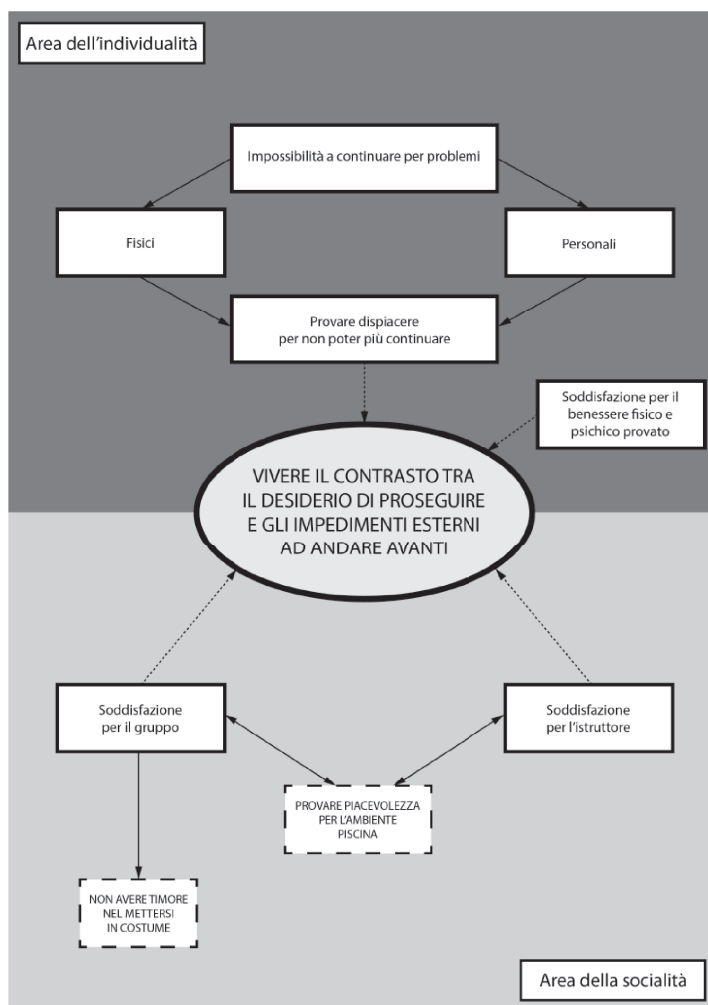 Area dell'individualità
Impossibilità a continuare per problemi
Fisici
Personali
Provare dispiacere
per non poter più continuare
Soddisfazione per il
benessere fisico e
psichico provato
VIVERE IL CONTRASTO TRA
IL DESIDERIO DI PROSEGUIRE
E GLI IMPEDIMENTI ESTERNI
AD ANDARE AVANTI
Soddisfazione
per il gruppo
Soddisfazione
per l'istruttore
PROVARE PIACEVOLEZZA
PER L'AMBIENTE
PISCINA
NON AVERE TIMORE
NEL METTERSI
IN COSTUME
Area della socialità